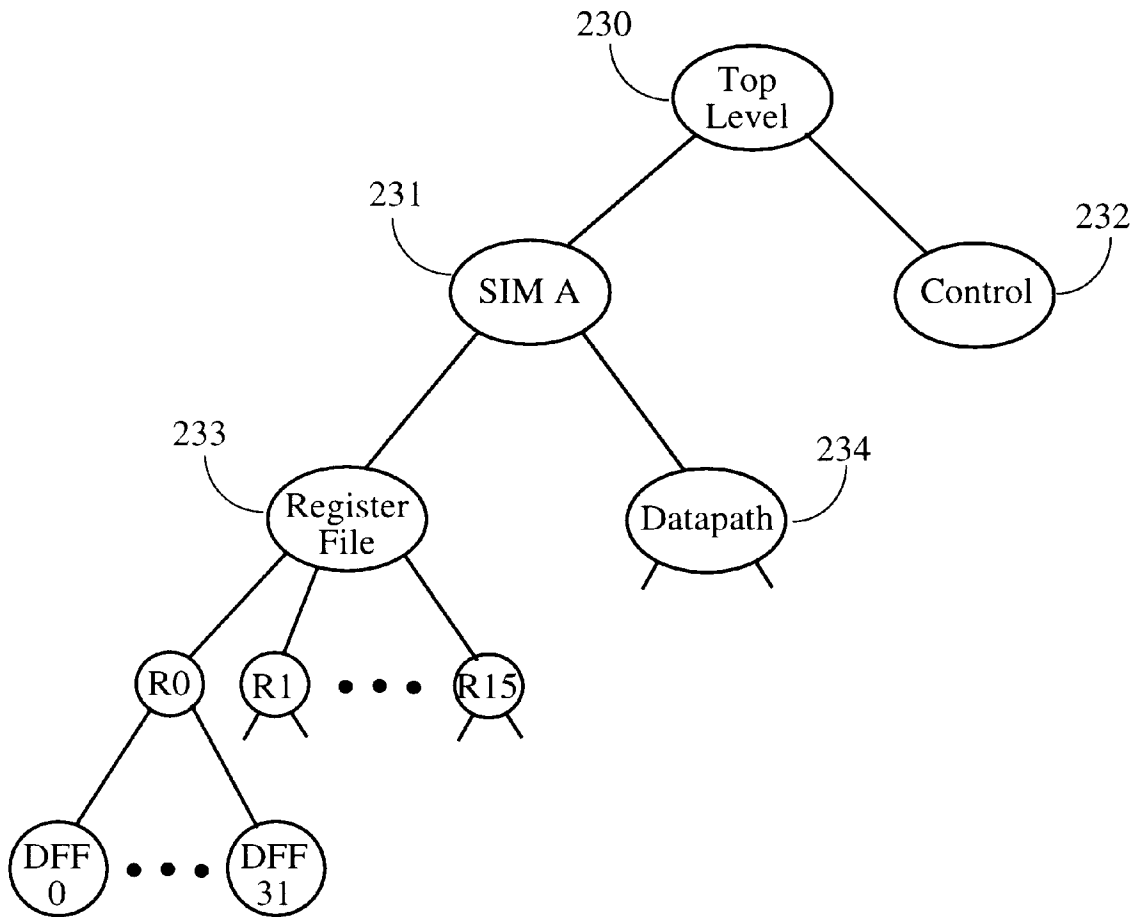 230
Top
Level
231
SIM A
232
Control
233
Register
File
234
Datapath
R0
R1
R15
DFF
0
DFF
31